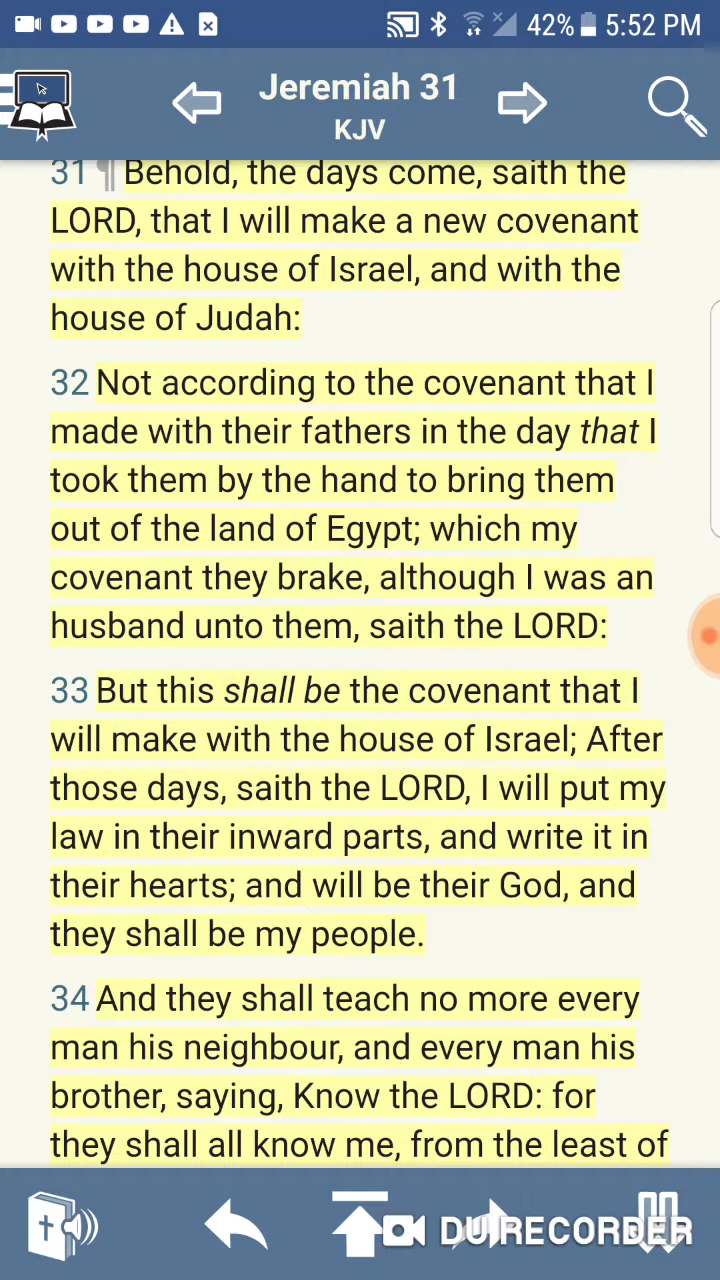 42% 5:52 PM
Jeremiah 31
KJV
31 ¶ Behold, the days come, saith the
LORD, that I will make a new covenant
with the house of Israel, and with the
house of Judah:
32 Not according to the covenant that I
made with their fathers in the day that I
took them by the hand to bring them
out of the land of Egypt; which my
covenant they brake, although I was an
husband unto them, saith the LORD:
33 But this shall be the covenant that I
will make with the house of Israel; After
those days, saith the LORD, I will put my
law in their inward parts, and write it in
their hearts; and will be their God, and
they shall be my people.
34 And they shall teach no more every
man his neighbour, and every man his
brother, saying, Know the LORD: for
they shall all know me, from the least of
DU RECORDER